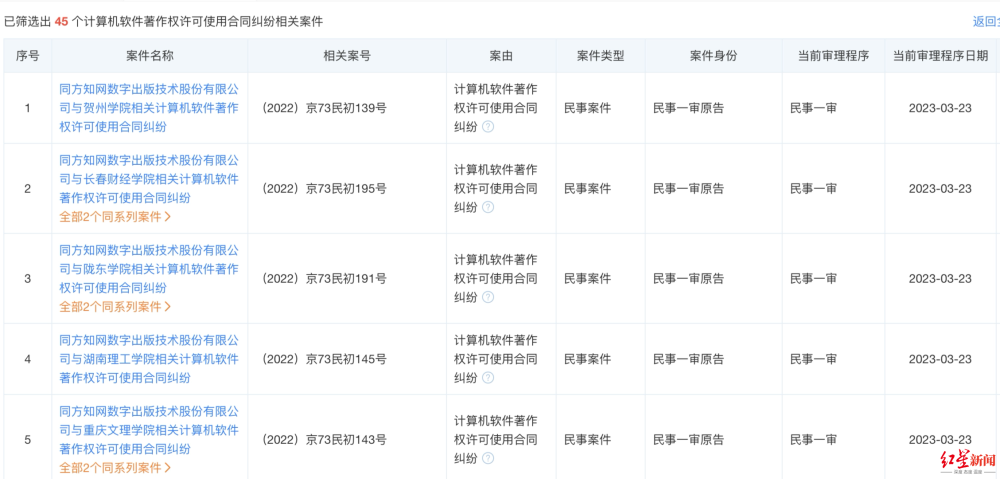 已筛选出 45 个计算机软件著作权许可使用合同纠纷相关案件
返回
序号 案件名称 相关案号 案由 案件类型 案件身份 当前审理程序 当前审理程序日期
1
同方知网数字出版技术股份有限公
司与贺州学院相关计算机软件著作
权许可使用合同纠纷
（2022）京73民初139号
计算机软件著作
权许可使用合同
纠纷 ?
民事案件
民事一审原告
民事一审
2023-03-23
2
同方知网数字出版技术股份有限公
司与长春财经学院相关计算机软件
著作权许可使用合同纠纷
全部2个同系列案件 >
（2022）京73民初195号
计算机软件著作
权许可使用合同
纠纷 ?
民事案件
民事一审原告
民事一审
2023-03-23
3
同方知网数字出版技术股份有限公
司与陇东学院相关计算机软件著作
权许可使用合同纠纷
全部2个同系列案件 >
（2022）京73民初191号
计算机软件著作
权许可使用合同
纠纷 ?
民事案件
民事一审原告
民事一审
2023-03-23
4
同方知网数字出版技术股份有限公
司与湖南理工学院相关计算机软件
著作权许可使用合同纠纷
（2022）京73民初145号
计算机软件著作
权许可使用合同
纠纷 ?
民事案件
民事一审原告
民事一审
2023-03-23
5
同方知网数字出版技术股份有限公
司与重庆文理学院相关计算机软件
著作权许可使用合同纠纷
全部2个同系列案件 >
（2022）京73民初143号
计算机软件著作
权许可使用合同
纠纷 ?
民事案件
民事一审原告
民事一审
2023-03-23
红星新闻